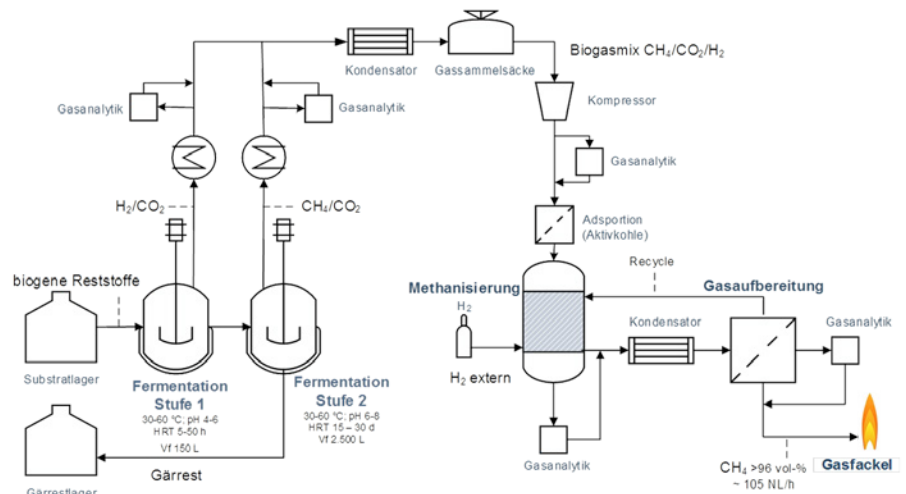 Biogasmix CH₄/CO₂/H₂
Kondensator
Gassammelsäcke
Gasanalytik
Gasanalytik
Kompressor
Gasanalytik
H₂/CO₂
CH₄/CO₂
Adsportion
(Aktivkohle)
biogene Reststoffe
Recycle
Methanisierung
Gasaufbereitung
H₂
Kondensator
Gasanalytik
Substratlager
H₂ extern
Fermentation
Stufe 1
30-60 °C; pH 4-6
HRT 5-50 h
Vf 150 L
Fermentation
Stufe 2
30-60 °C; pH 6-8
HRT 15 – 30 d
Vf 2.500 L
Gärrest
Gärrestlager
Gasanalytik
CH₄ >96 vol-%
~ 105 NL/h
Gasfackel